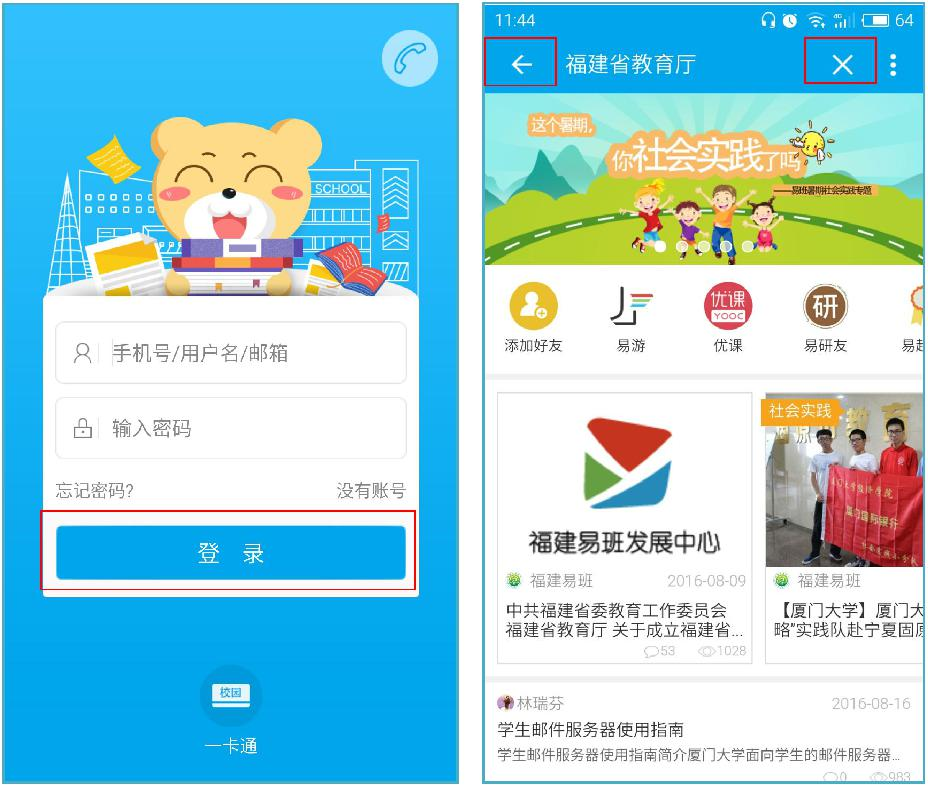 SCHOOL
手机号/用户名/邮箱
输入密码
忘记密码?
没有账号
登 录
校园
一卡通
11:44
4G
64
福建省教育厅
这个暑期,
你社会实践了吗
——易班暑期社会实践专题
优课
YOOC
研
添加好友
易游
优课
易研友
福建易班发展中心
福建易班
2016-08-09
中共福建省委教育工作委员会
福建省教育厅 关于成立福建省...
53
1028
社会实践
福建易班
【厦门大学】厦门大
略”实践队赴宁夏固原
林瑞芬
2016-08-16
学生邮件服务器使用指南
学生邮件服务器使用指南简介厦门大学面向学生的邮件服务器...
0
983